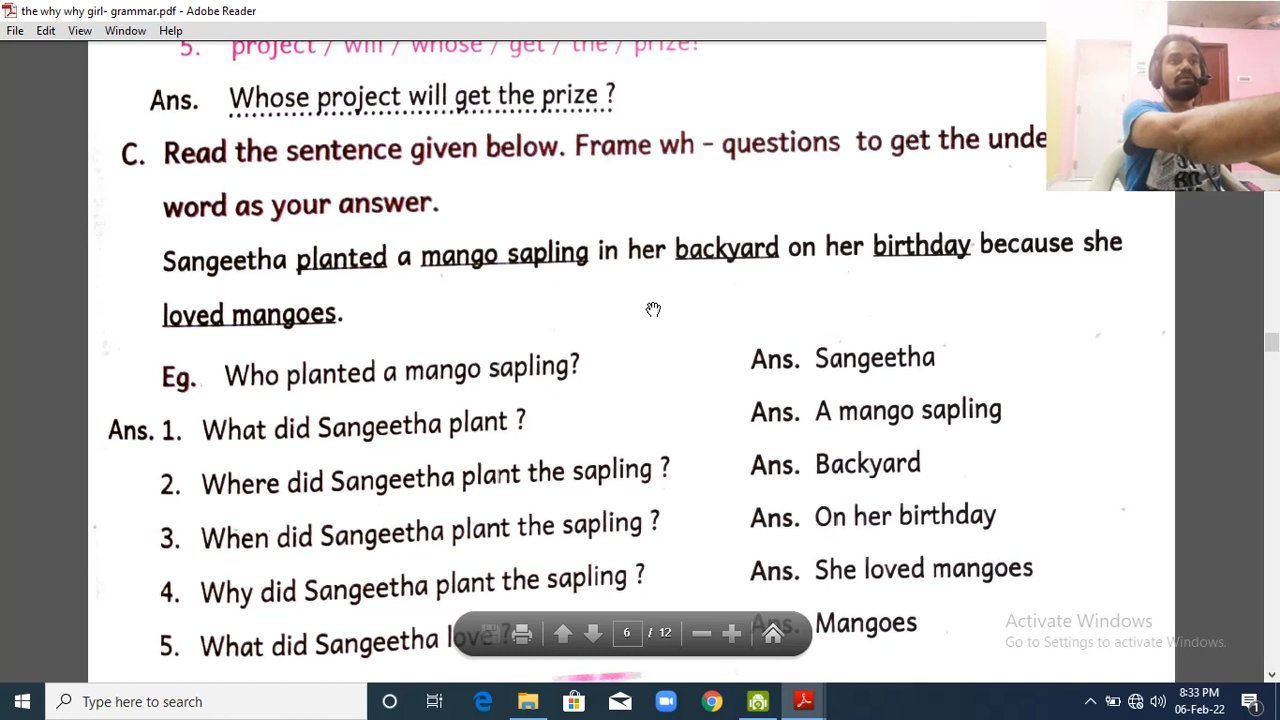 the why why girl- grammar.pdf - Adobe Reader
File Edit View Window Help
5. project / will / whose / get / the / prize?
Ans. Whose project will get the prize ?
C. Read the sentence given below. Frame wh - questions to get the unde
word as your answer.
Sangeetha planted a mango sapling in her backyard on her birthday because she
loved mangoes.
Eg. Who planted a mango sapling? Ans. Sangeetha
Ans. 1. What did Sangeetha plant ? Ans. A mango sapling
2. Where did Sangeetha plant the sapling ? Ans. Backyard
3. When did Sangeetha plant the sapling ? Ans. On her birthday
4. Why did Sangeetha plant the sapling ? Ans. She loved mangoes
5. What did Sangeetha love ? Ans. Mangoes
6 / 12
Activate Windows
Go to Settings to activate Windows.
Type here to search
8:33 PM
06-Feb-22